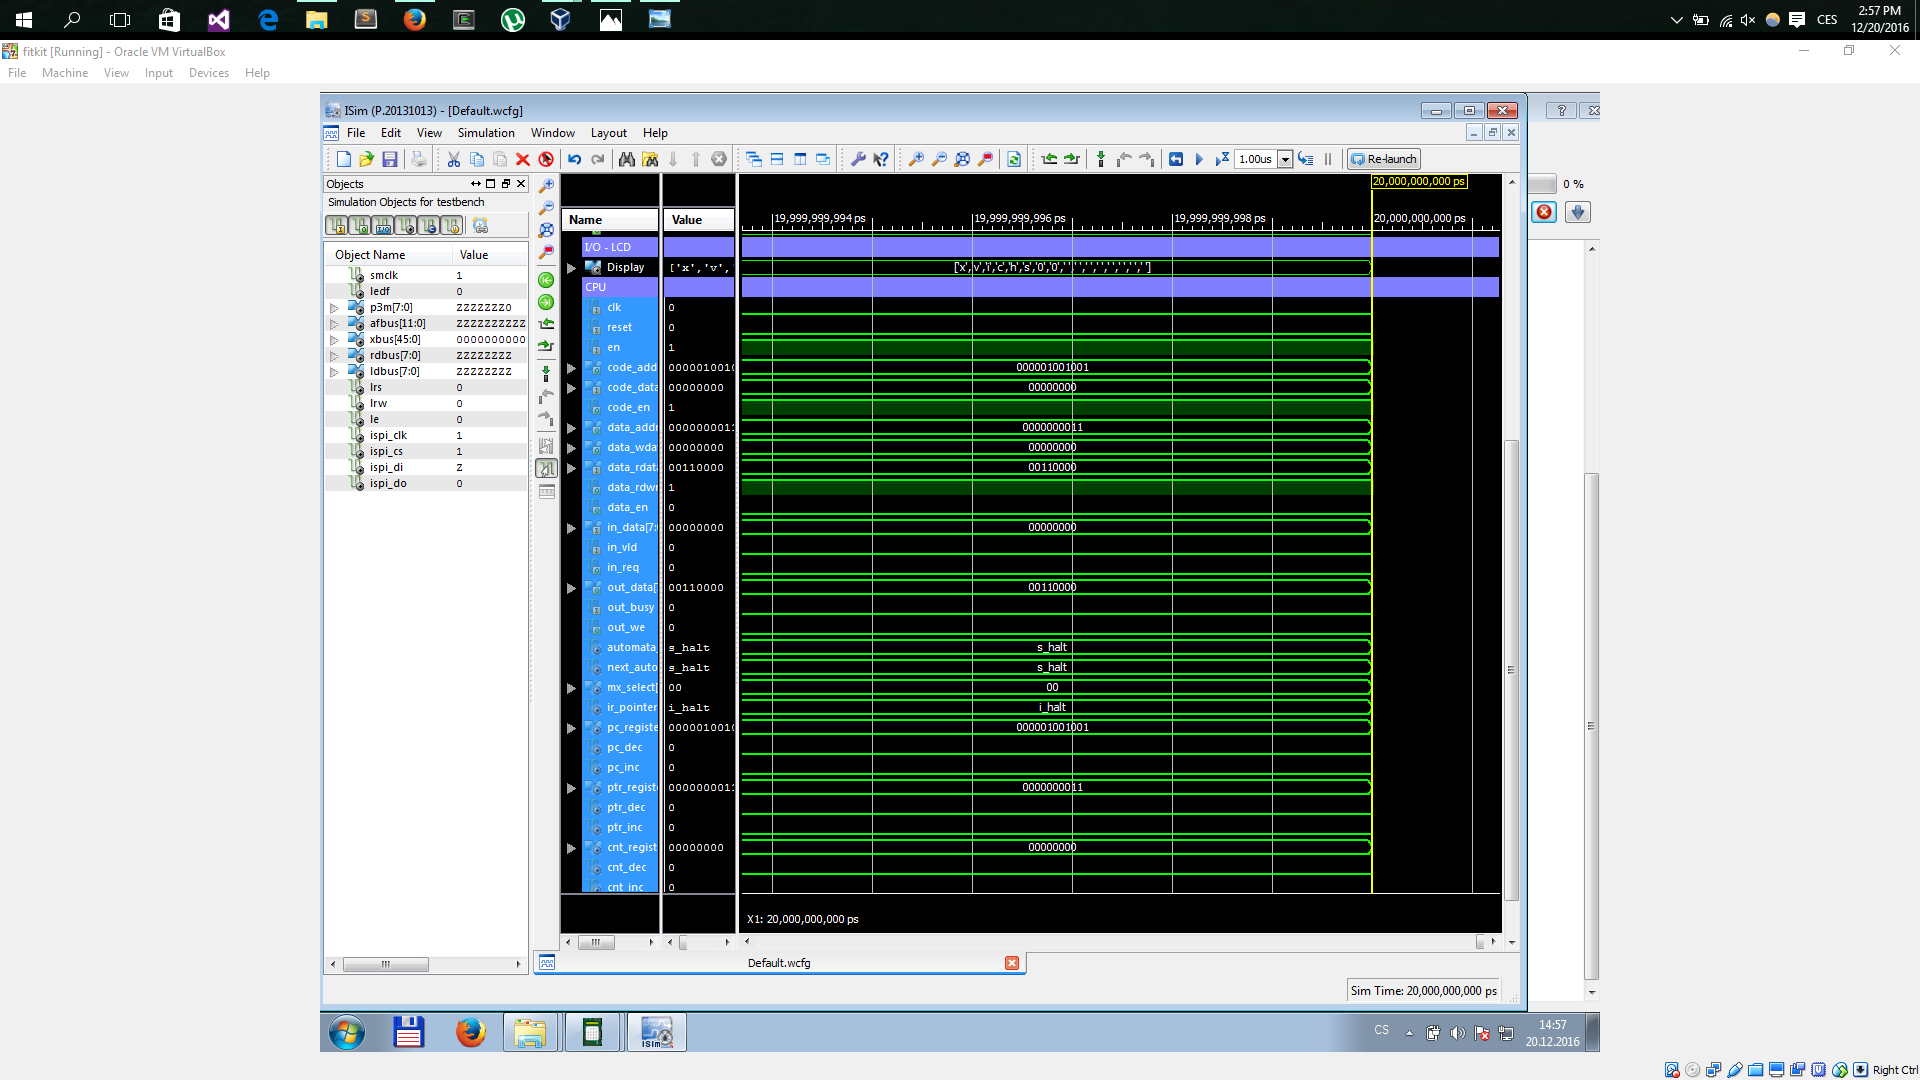 2:57 PM
CES
12/20/2016
fitkit [Running] - Oracle VM VirtualBox
File Machine View Input Devices Help
ISim (P.20131013) - [Default.wcfg]
File Edit View Simulation Window Layout Help
1.00us
Re-launch
Objects
Simulation Objects for testbench
Object Name Value
smclk 1
ledf 0
p3m[7:0] ZZZZZZZ0
afbus[11:0] ZZZZZZZZZZ
xbus[45:0] 0000000000
rdbus[7:0] ZZZZZZZZ
ldbus[7:0] ZZZZZZZZ
lrs 0
lrw 0
le 0
ispi_clk 1
ispi_cs 1
ispi_di Z
ispi_do 0
20,000,000,000 ps
0 %
Name Value
19,999,999,994 ps 19,999,999,996 ps 19,999,999,998 ps 20,000,000,000 ps
I/O - LCD
Display ['x','v', ['x','v','i','c','h','s','0','0',' ',' ',' ',' ',' ',' ',' ',' ']
CPU
clk 0
reset 0
en 1
code_add 00000100100 000001001001
code_data 00000000 00000000
code_en 1
data_addr 0000000011 0000000011
data_wda 00000000 00000000
data_rdat 00110000 00110000
data_rdwr 1
data_en 0
in_data[7: 00000000 00000000
in_vld 0
in_req 0
out_data[ 00110000 00110000
out_busy 0
out_we 0
automata_ s_halt s_halt
next_auto s_halt s_halt
mx_select[ 00 00
ir_pointer i_halt i_halt
pc_registe 00000100100 000001001001
pc_dec 0
pc_inc 0
ptr_regist 0000000011 0000000011
ptr_dec 0
ptr_inc 0
cnt_regist 00000000 00000000
cnt_dec 0
cnt_inc 0
X1: 20,000,000,000 ps
Default.wcfg
Sim Time: 20,000,000,000 ps
ISim
CS
14:57
20.12.2016
Right Ctrl